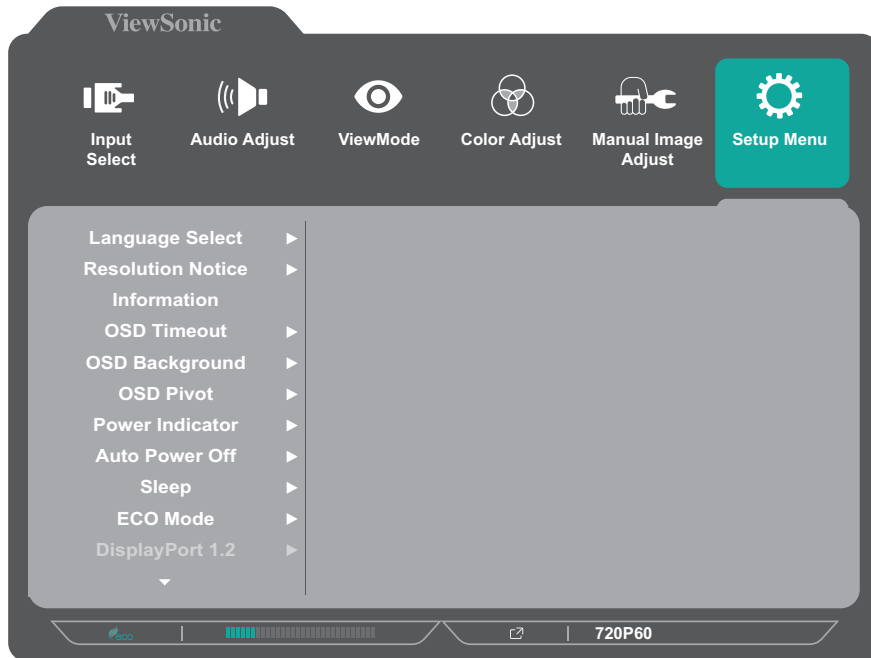 ViewSonic
Input
Select
Audio Adjust
ViewMode
Color Adjust
Manual Image
Adjust
Setup Menu
Language Select
Resolution Notice
Information
OSD Timeout
OSD Background
OSD Pivot
Power Indicator
Auto Power Off
Sleep
ECO Mode
DisplayPort 1.2
eco
720P60